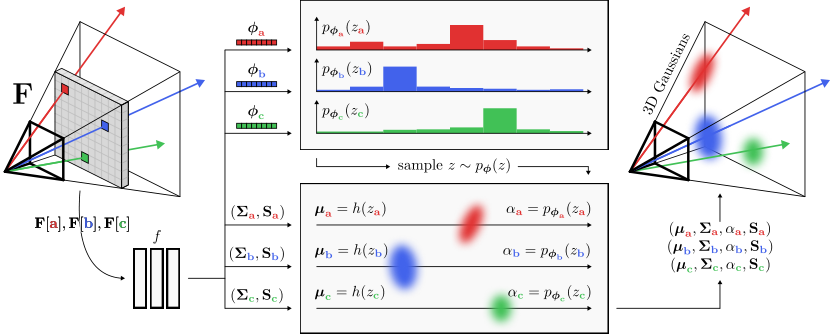 F
F[a], F[b], F[c]
f
ϕa
ϕb
ϕc
pϕa(za)
pϕb(zb)
pϕc(zc)
sample z ∼ pϕ(z)
(Σa, Sa)
(Σb, Sb)
(Σc, Sc)
μa = h(za)
αa = pϕa(za)
μb = h(zb)
αb = pϕb(zb)
μc = h(zc)
αc = pϕc(zc)
3D Gaussians
(μa, Σa, αa, Sa)
(μb, Σb, αb, Sb)
(μc, Σc, αc, Sc)